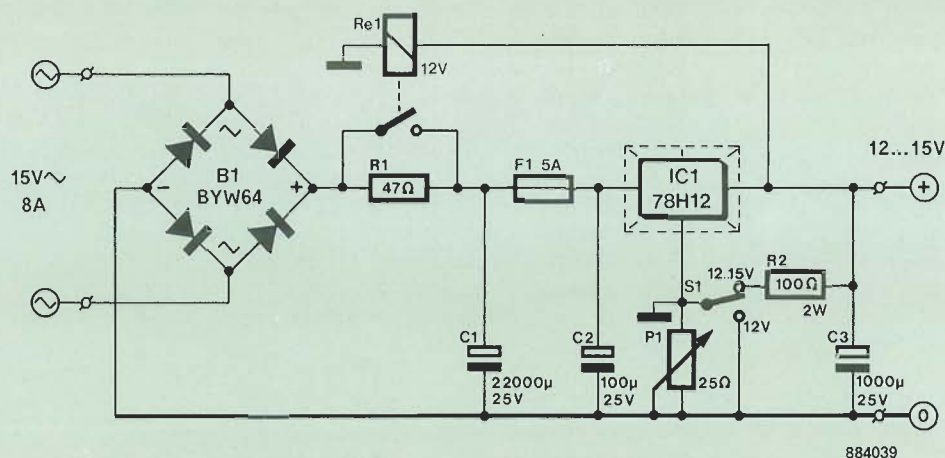 Re1
12V
15V~
8A
~
B1
BYW64
-
+
~
R1
47Ω
F1 5A
IC1
78H12
12...15V
+
S1
12...15V
12V
R2
100Ω
2W
P1
25Ω
C1
22000µ
25V
C2
100µ
25V
C3
1000µ
25V
0
884039